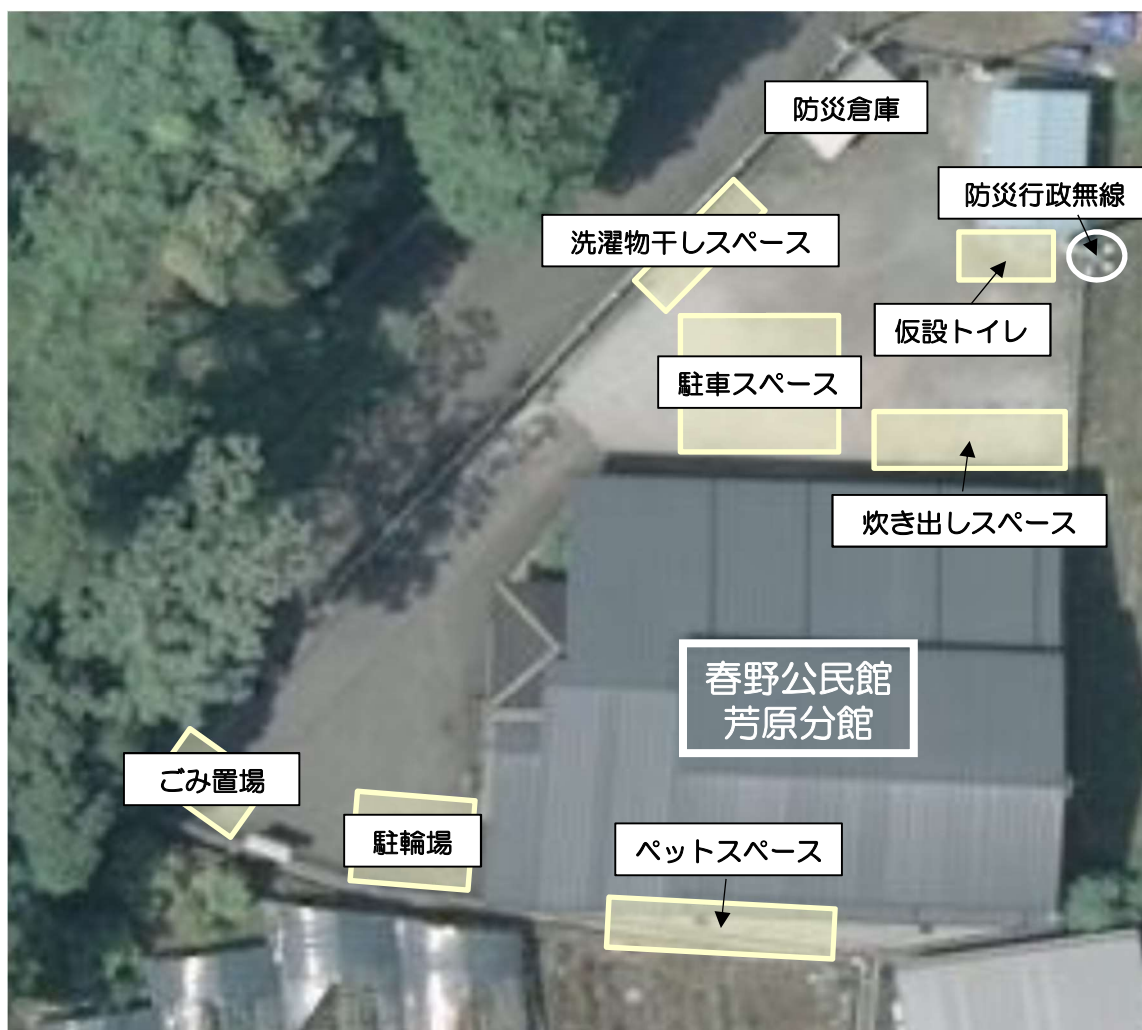 防災倉庫
防災行政無線
洗濯物干しスペース
仮設トイレ
駐車スペース
炊き出しスペース
春野公民館
芳原分館
ごみ置場
駐輪場
ペットスペース